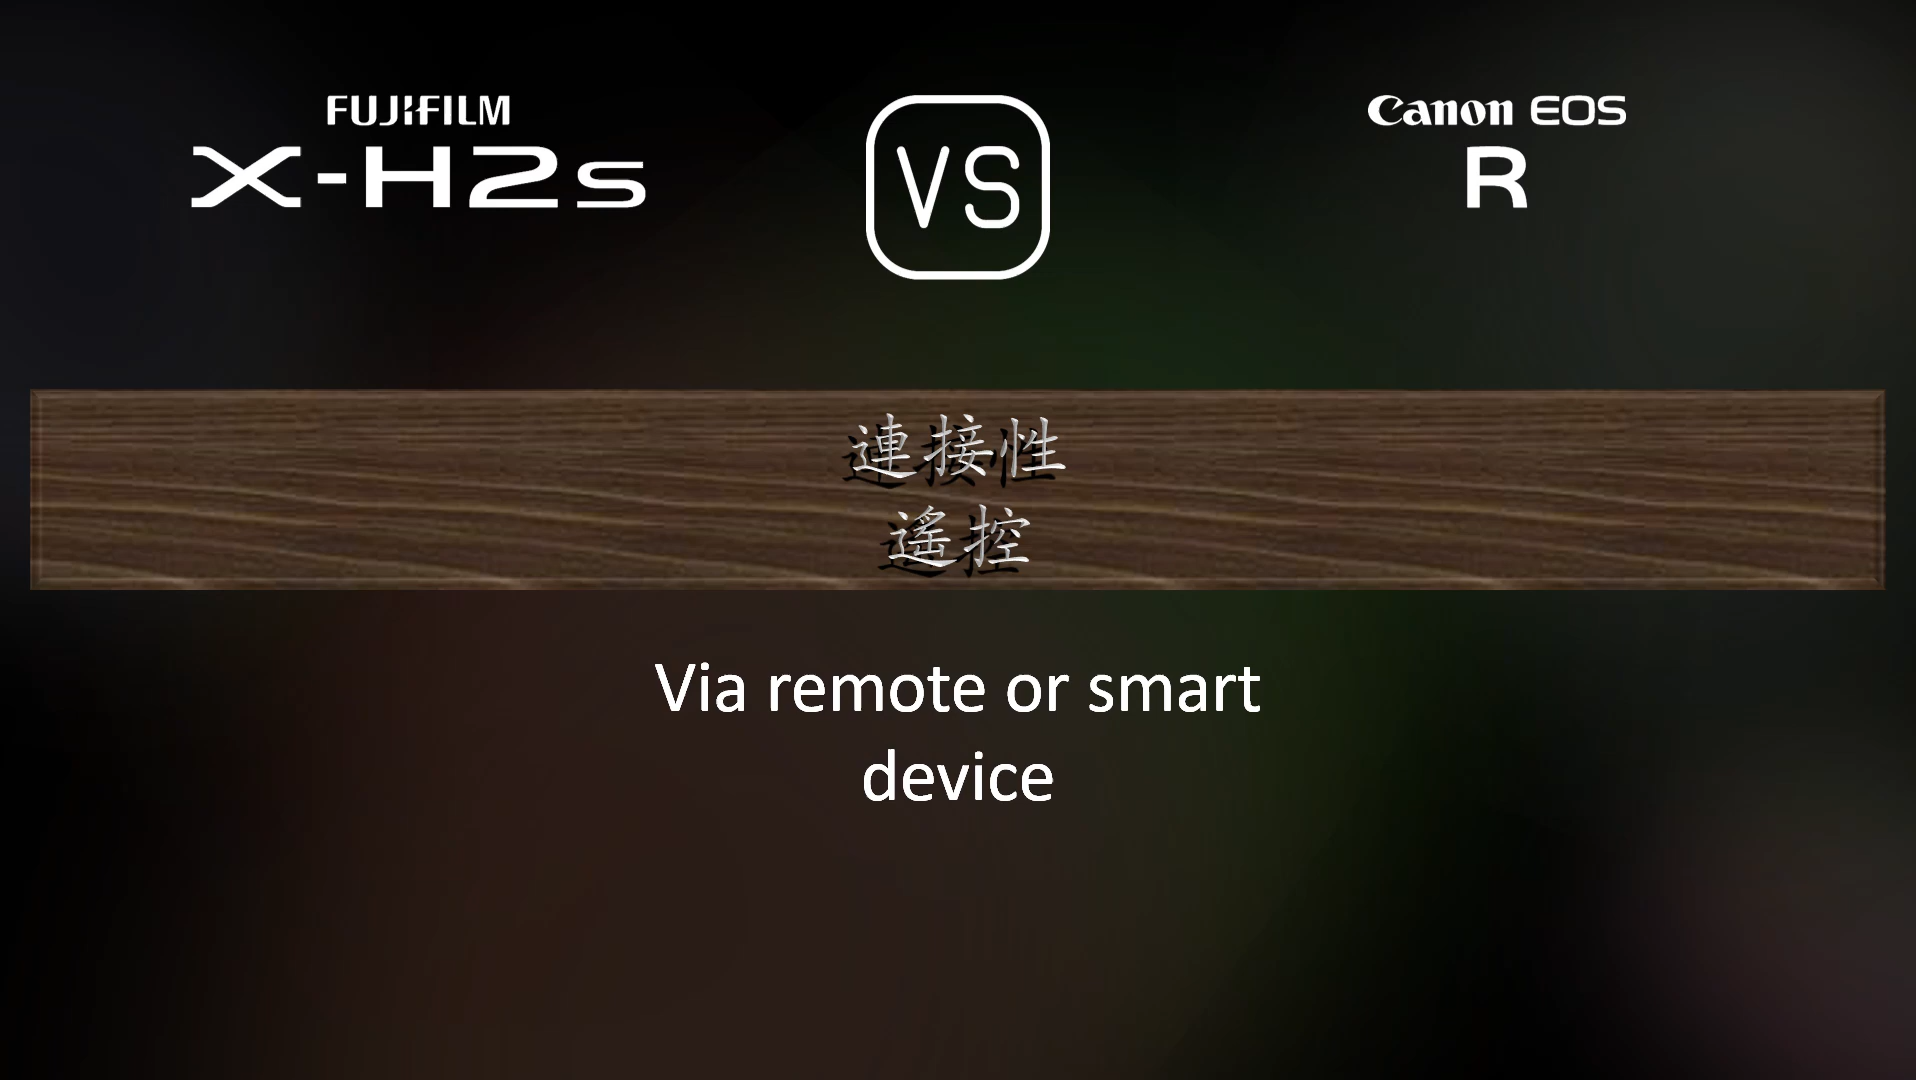 FUJIFILM
X-H2s
VS
Canon EOS
R
連接性
遙控
Via remote or smart
device